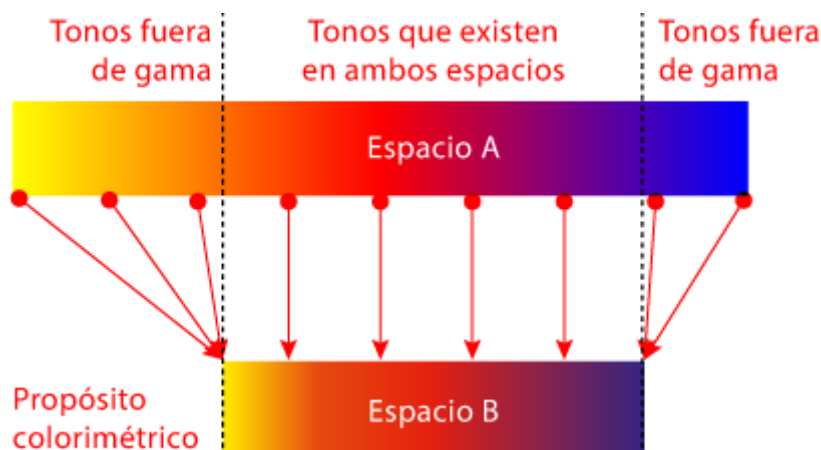 Tonos fuera
de gama
Tonos que existen
en ambos espacios
Tonos fuera
de gama
Espacio A
Propósito
colorimétrico
Espacio B